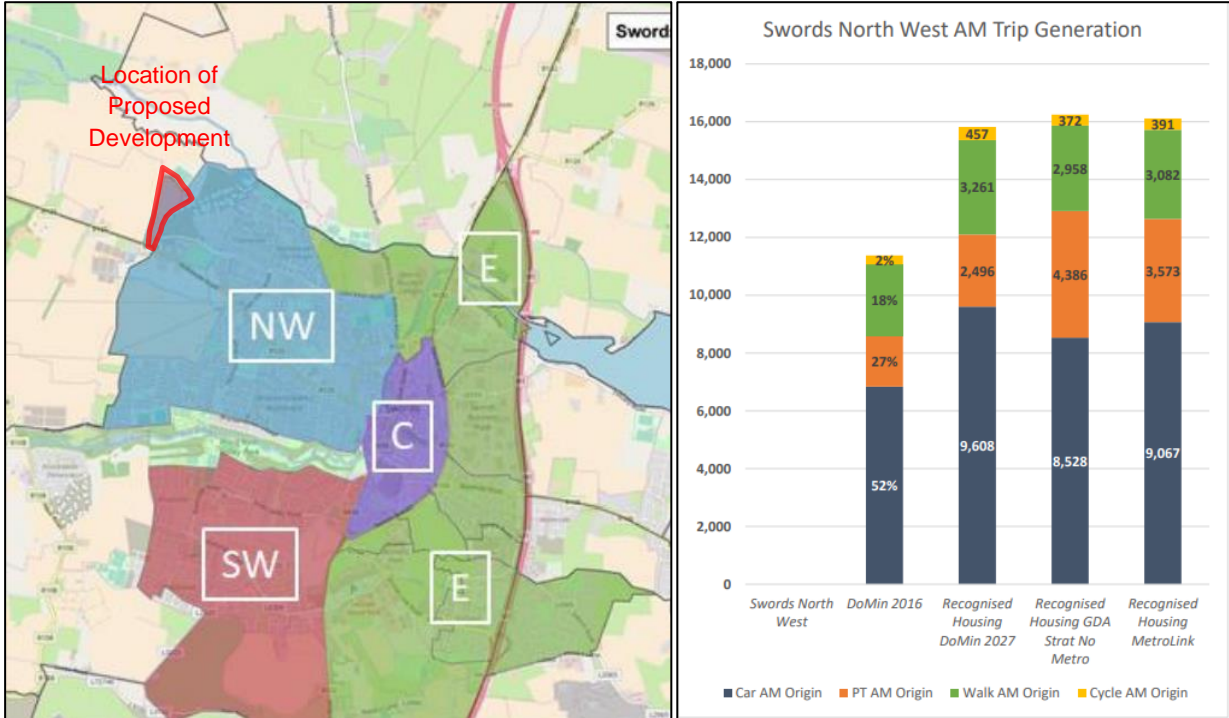 Swords
Location of
Proposed
Development
E
NW
C
SW
E
Swords North West AM Trip Generation
18,000
16,000
14,000
12,000
10,000
8,000
6,000
4,000
2,000
0
2%
18%
27%
52%
457
3,261
2,496
9,608
372
2,958
4,386
8,528
391
3,082
3,573
9,067
Swords North
West
DoMin 2016
Recognised
Housing
DoMin 2027
Recognised
Housing GDA
Strat No
Metro
Recognised
Housing
MetroLink
Car AM Origin
PT AM Origin
Walk AM Origin
Cycle AM Origin